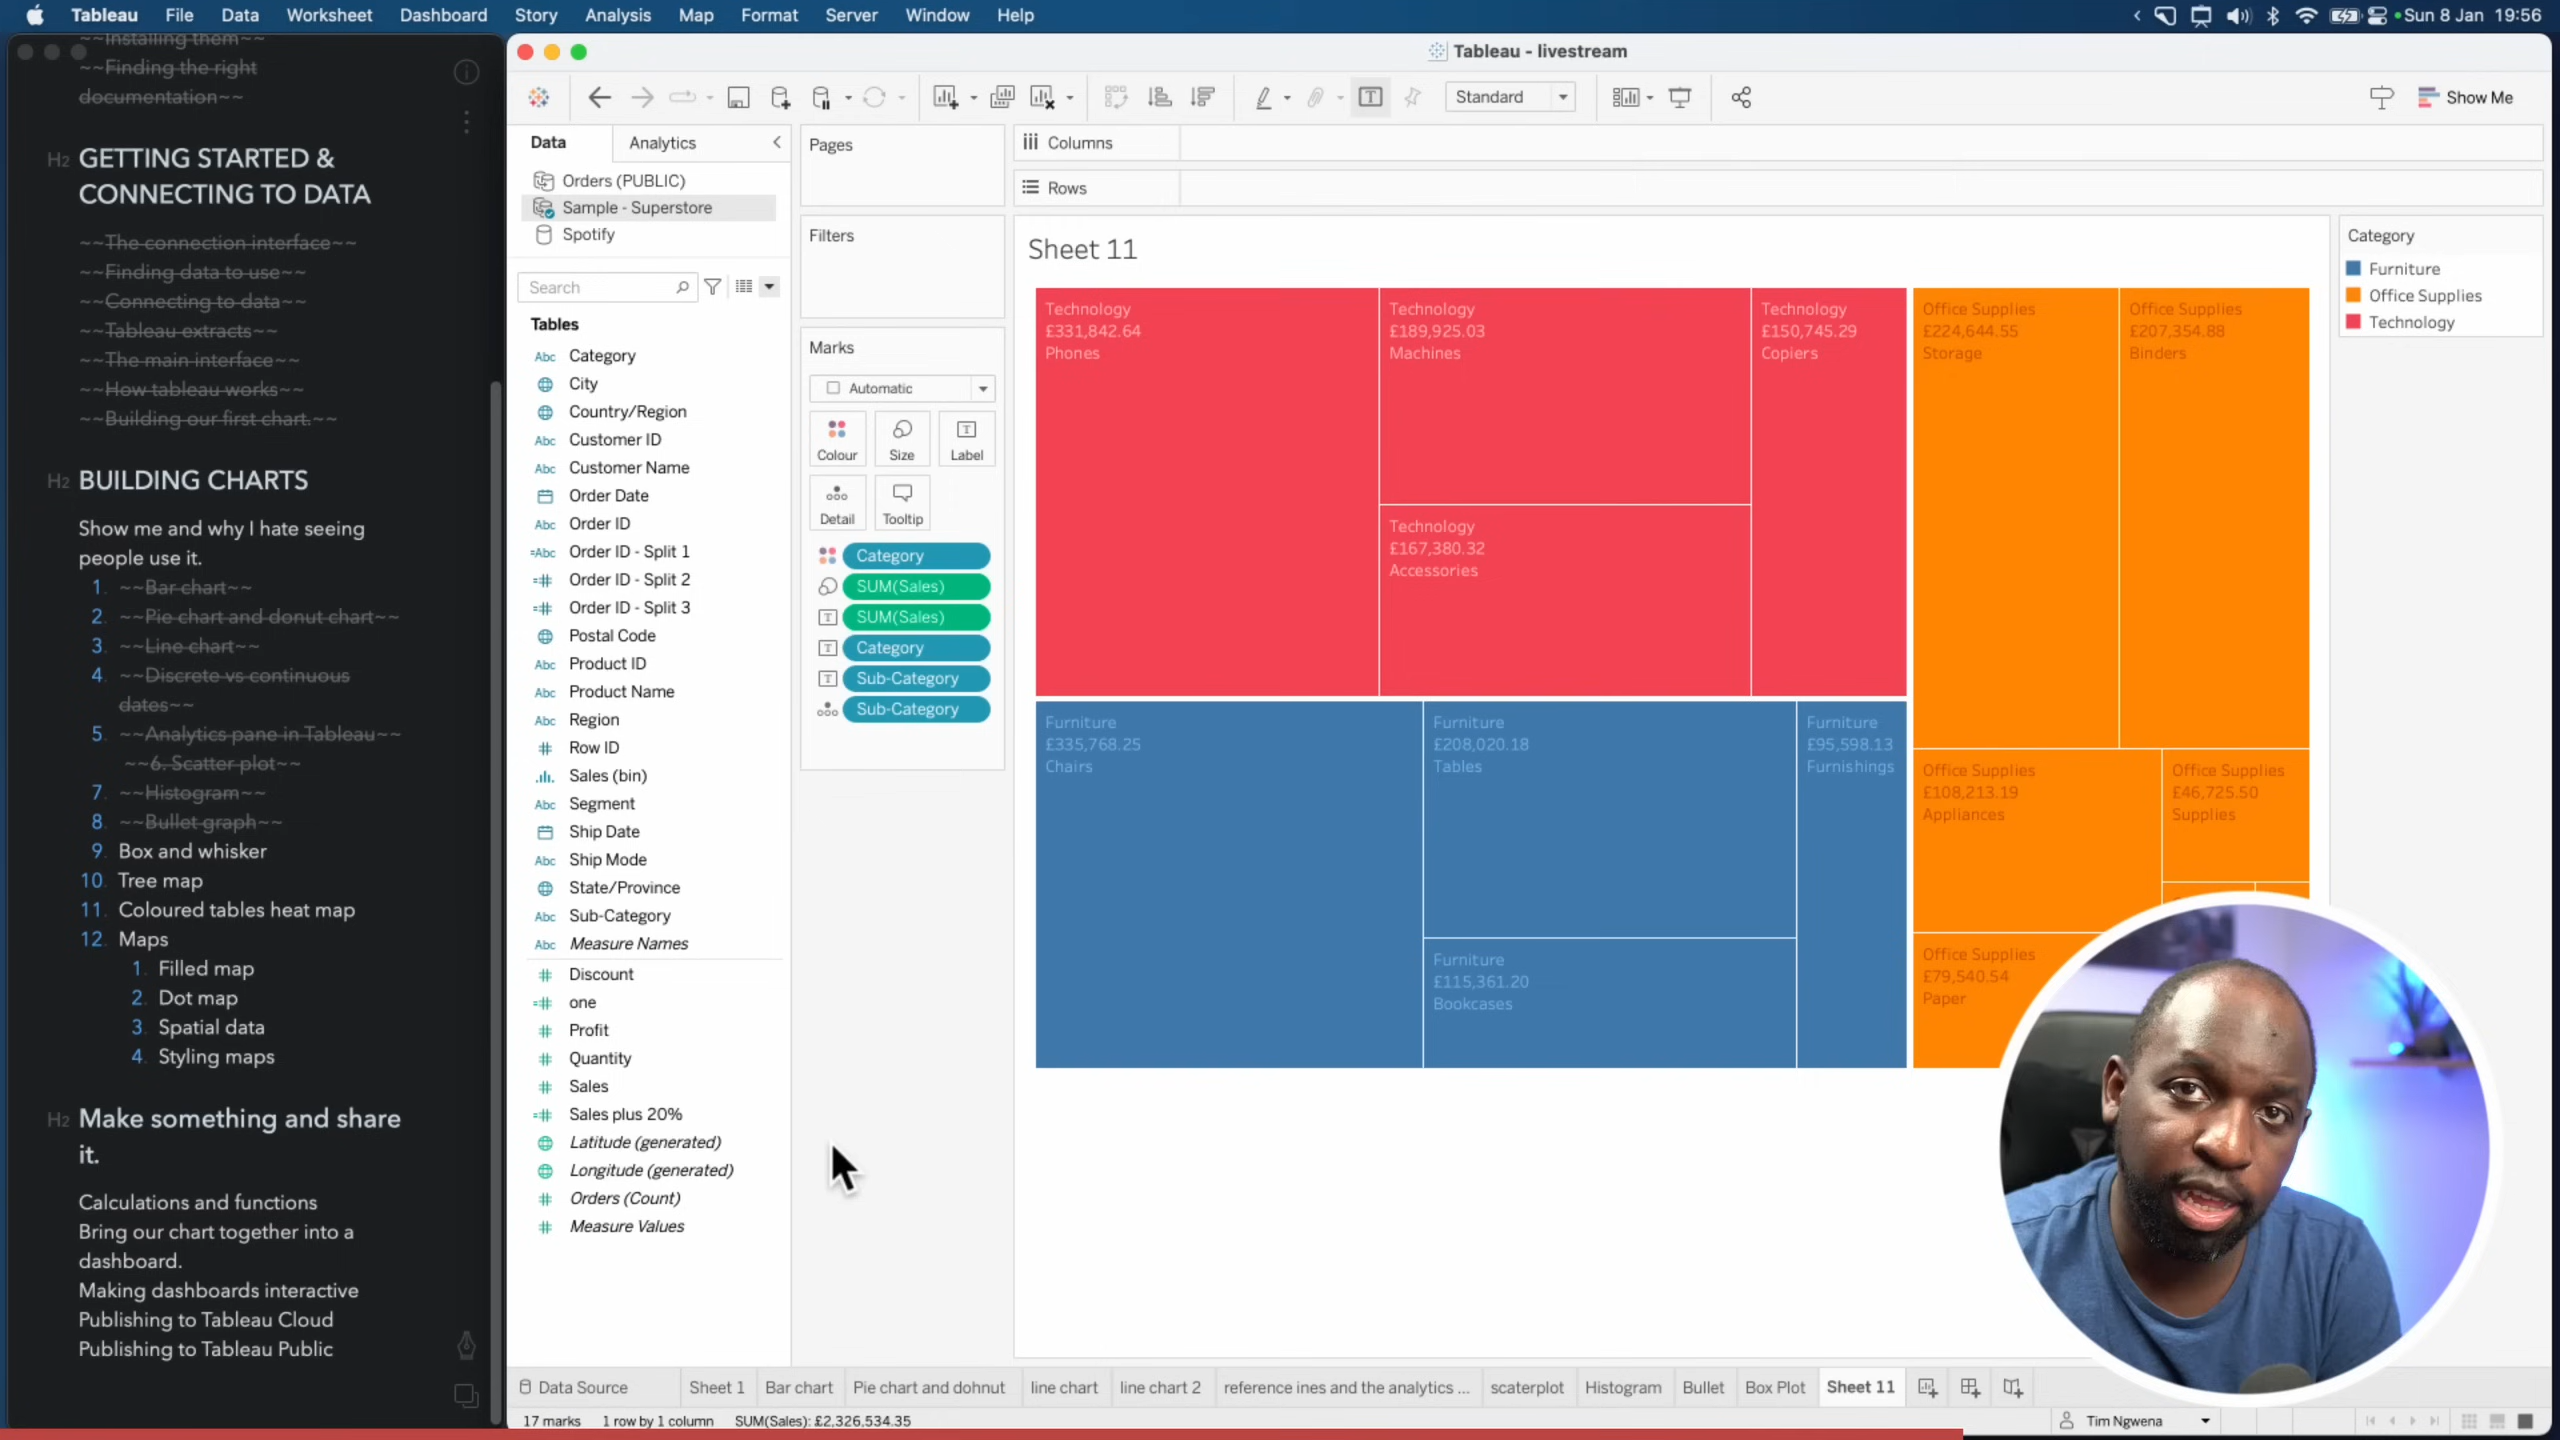 Tableau File Data Worksheet Dashboard Story Analysis Map Format Server Window Help
Sun 8 Jan 19:56
~~Installing them~~
~~Finding the right
documentation~~
H2 GETTING STARTED &
CONNECTING TO DATA
~~The connection interface~~
~~Finding data to use~~
~~Connecting to data~~
~~Tableau extracts~~
~~The main interface~~
~~How tableau works~~
~~Building our first chart.~~
H2 BUILDING CHARTS
Show me and why I hate seeing
people use it.
1. ~~Bar chart~~
2. ~~Pie chart and donut chart~~
3. ~~Line chart~~
4. ~~Discrete vs continuous
dates~~
5. ~~Analytics pane in Tableau~~
~~6. Scatter plot~~
7. ~~Histogram~~
8. ~~Bullet graph~~
9. Box and whisker
10. Tree map
11. Coloured tables heat map
12. Maps
1. Filled map
2. Dot map
3. Spatial data
4. Styling maps
H2 Make something and share
it.
Calculations and functions
Bring our chart together into a
dashboard.
Making dashboards interactive
Publishing to Tableau Cloud
Publishing to Tableau Public
Tableau - livestream
Standard
Show Me
Data
Analytics
Orders (PUBLIC)
Sample - Superstore
Spotify
Search
Tables
Abc Category
City
Country/Region
Abc Customer ID
Abc Customer Name
Order Date
Abc Order ID
=Abc Order ID - Split 1
=# Order ID - Split 2
=# Order ID - Split 3
Postal Code
Abc Product ID
Abc Product Name
Abc Region
# Row ID
Sales (bin)
Abc Segment
Ship Date
Abc Ship Mode
State/Province
Abc Sub-Category
Abc Measure Names
# Discount
=# one
# Profit
# Quantity
# Sales
=# Sales plus 20%
Latitude (generated)
Longitude (generated)
# Orders (Count)
# Measure Values
Pages
Filters
Marks
Automatic
Colour
Size
Label
Detail
Tooltip
Category
SUM(Sales)
SUM(Sales)
Category
Sub-Category
Sub-Category
Columns
Rows
Sheet 11
Technology
£331,842.64
Phones
Technology
£189,925.03
Machines
Technology
£150,745.29
Copiers
Technology
£167,380.32
Accessories
Office Supplies
£224,644.55
Storage
Office Supplies
£207,354.88
Binders
Furniture
£335,768.25
Chairs
Furniture
£208,020.18
Tables
Furniture
£95,598.13
Furnishings
Furniture
£115,361.20
Bookcases
Office Supplies
£108,213.19
Appliances
Office Supplies
£46,725.50
Supplies
Office Supplies
£79,540.54
Paper
Category
Furniture
Office Supplies
Technology
Data Source
Sheet 1
Bar chart
Pie chart and dohnut
line chart
line chart 2
reference ines and the analytics ...
scaterplot
Histogram
Bullet
Box Plot
Sheet 11
17 marks
1 row by 1 column
SUM(Sales): £2,326,534.35
Tim Ngwena